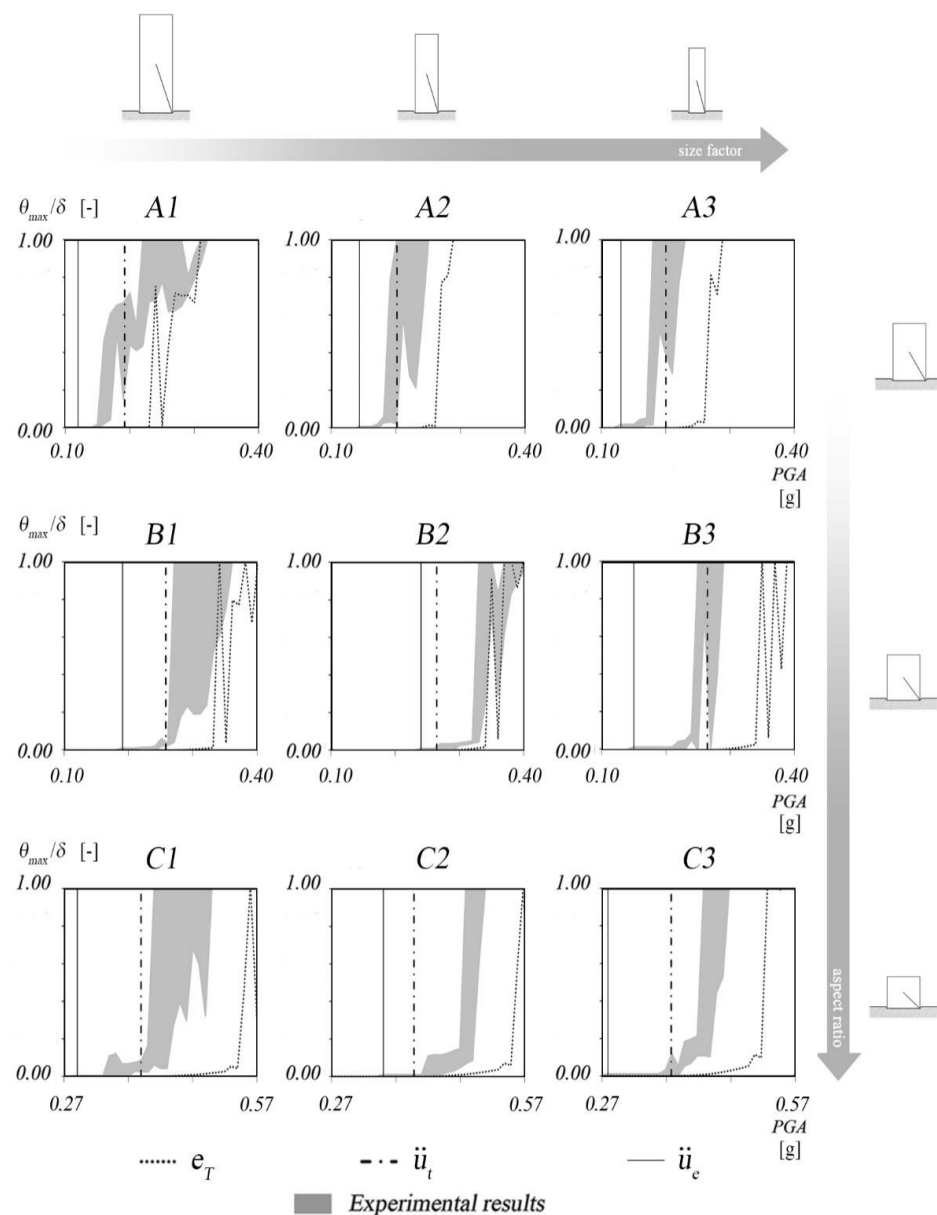 size factor
θmax/δ [-] A1 A2 A3
1.00 1.00 1.00
0.00 0.00 0.00
0.10 0.40 0.10 0.40 0.10 0.40
PGA
[g]
θmax/δ [-] B1 B2 B3
1.00 1.00 1.00
0.00 0.00 0.00
0.10 0.40 0.10 0.40 0.10 0.40
PGA
[g]
θmax/δ [-] C1 C2 C3
1.00 1.00 1.00
aspect ratio
0.00 0.00 0.00
0.27 0.57 0.27 0.57 0.27 0.57
PGA
[g]
eT üt üe
Experimental results